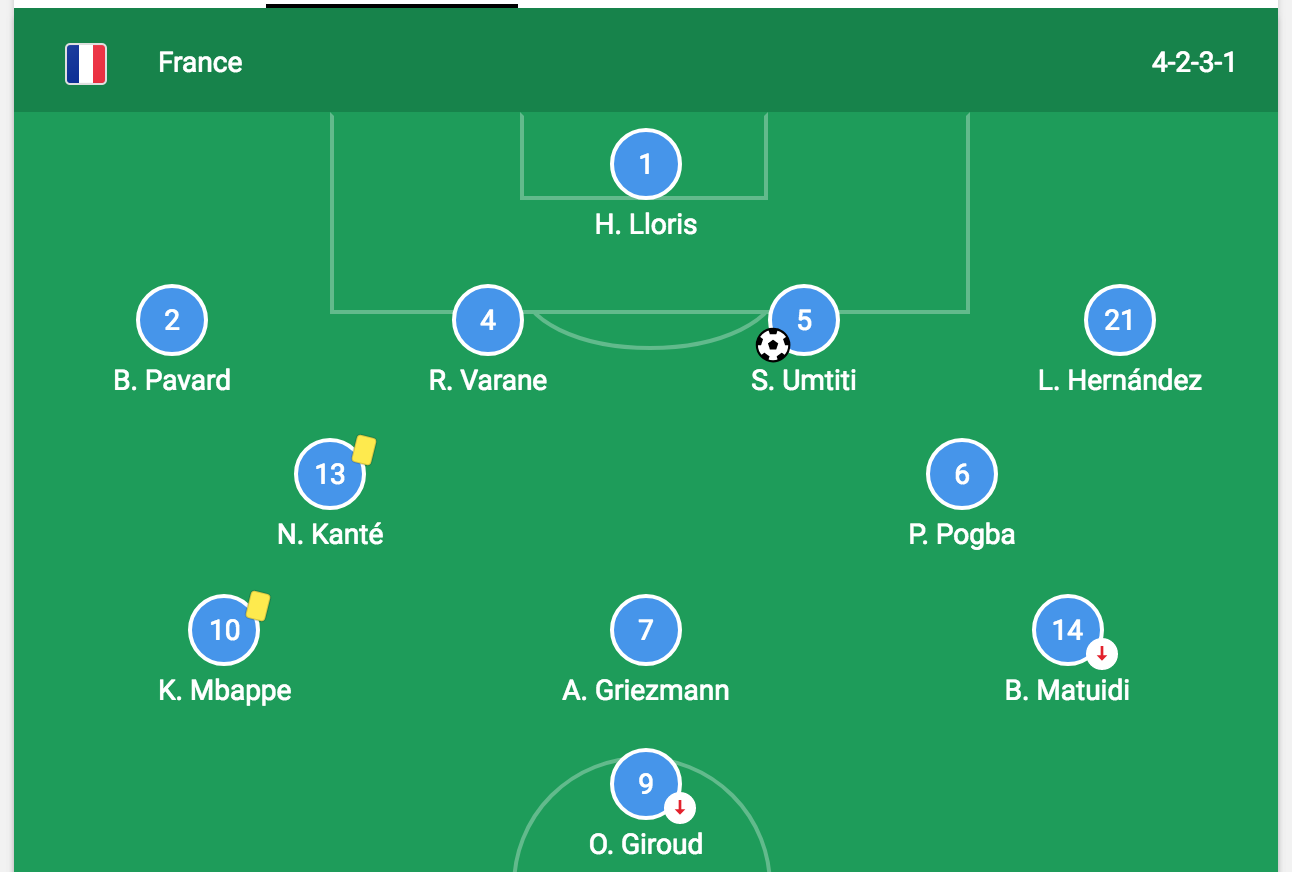 France
4-2-3-1
1
H. Lloris
2
4
5
21
B. Pavard
R. Varane
S. Umtiti
L. Hernández
13
6
N. Kanté
P. Pogba
10
7
14
K. Mbappe
A. Griezmann
B. Matuidi
9
O. Giroud